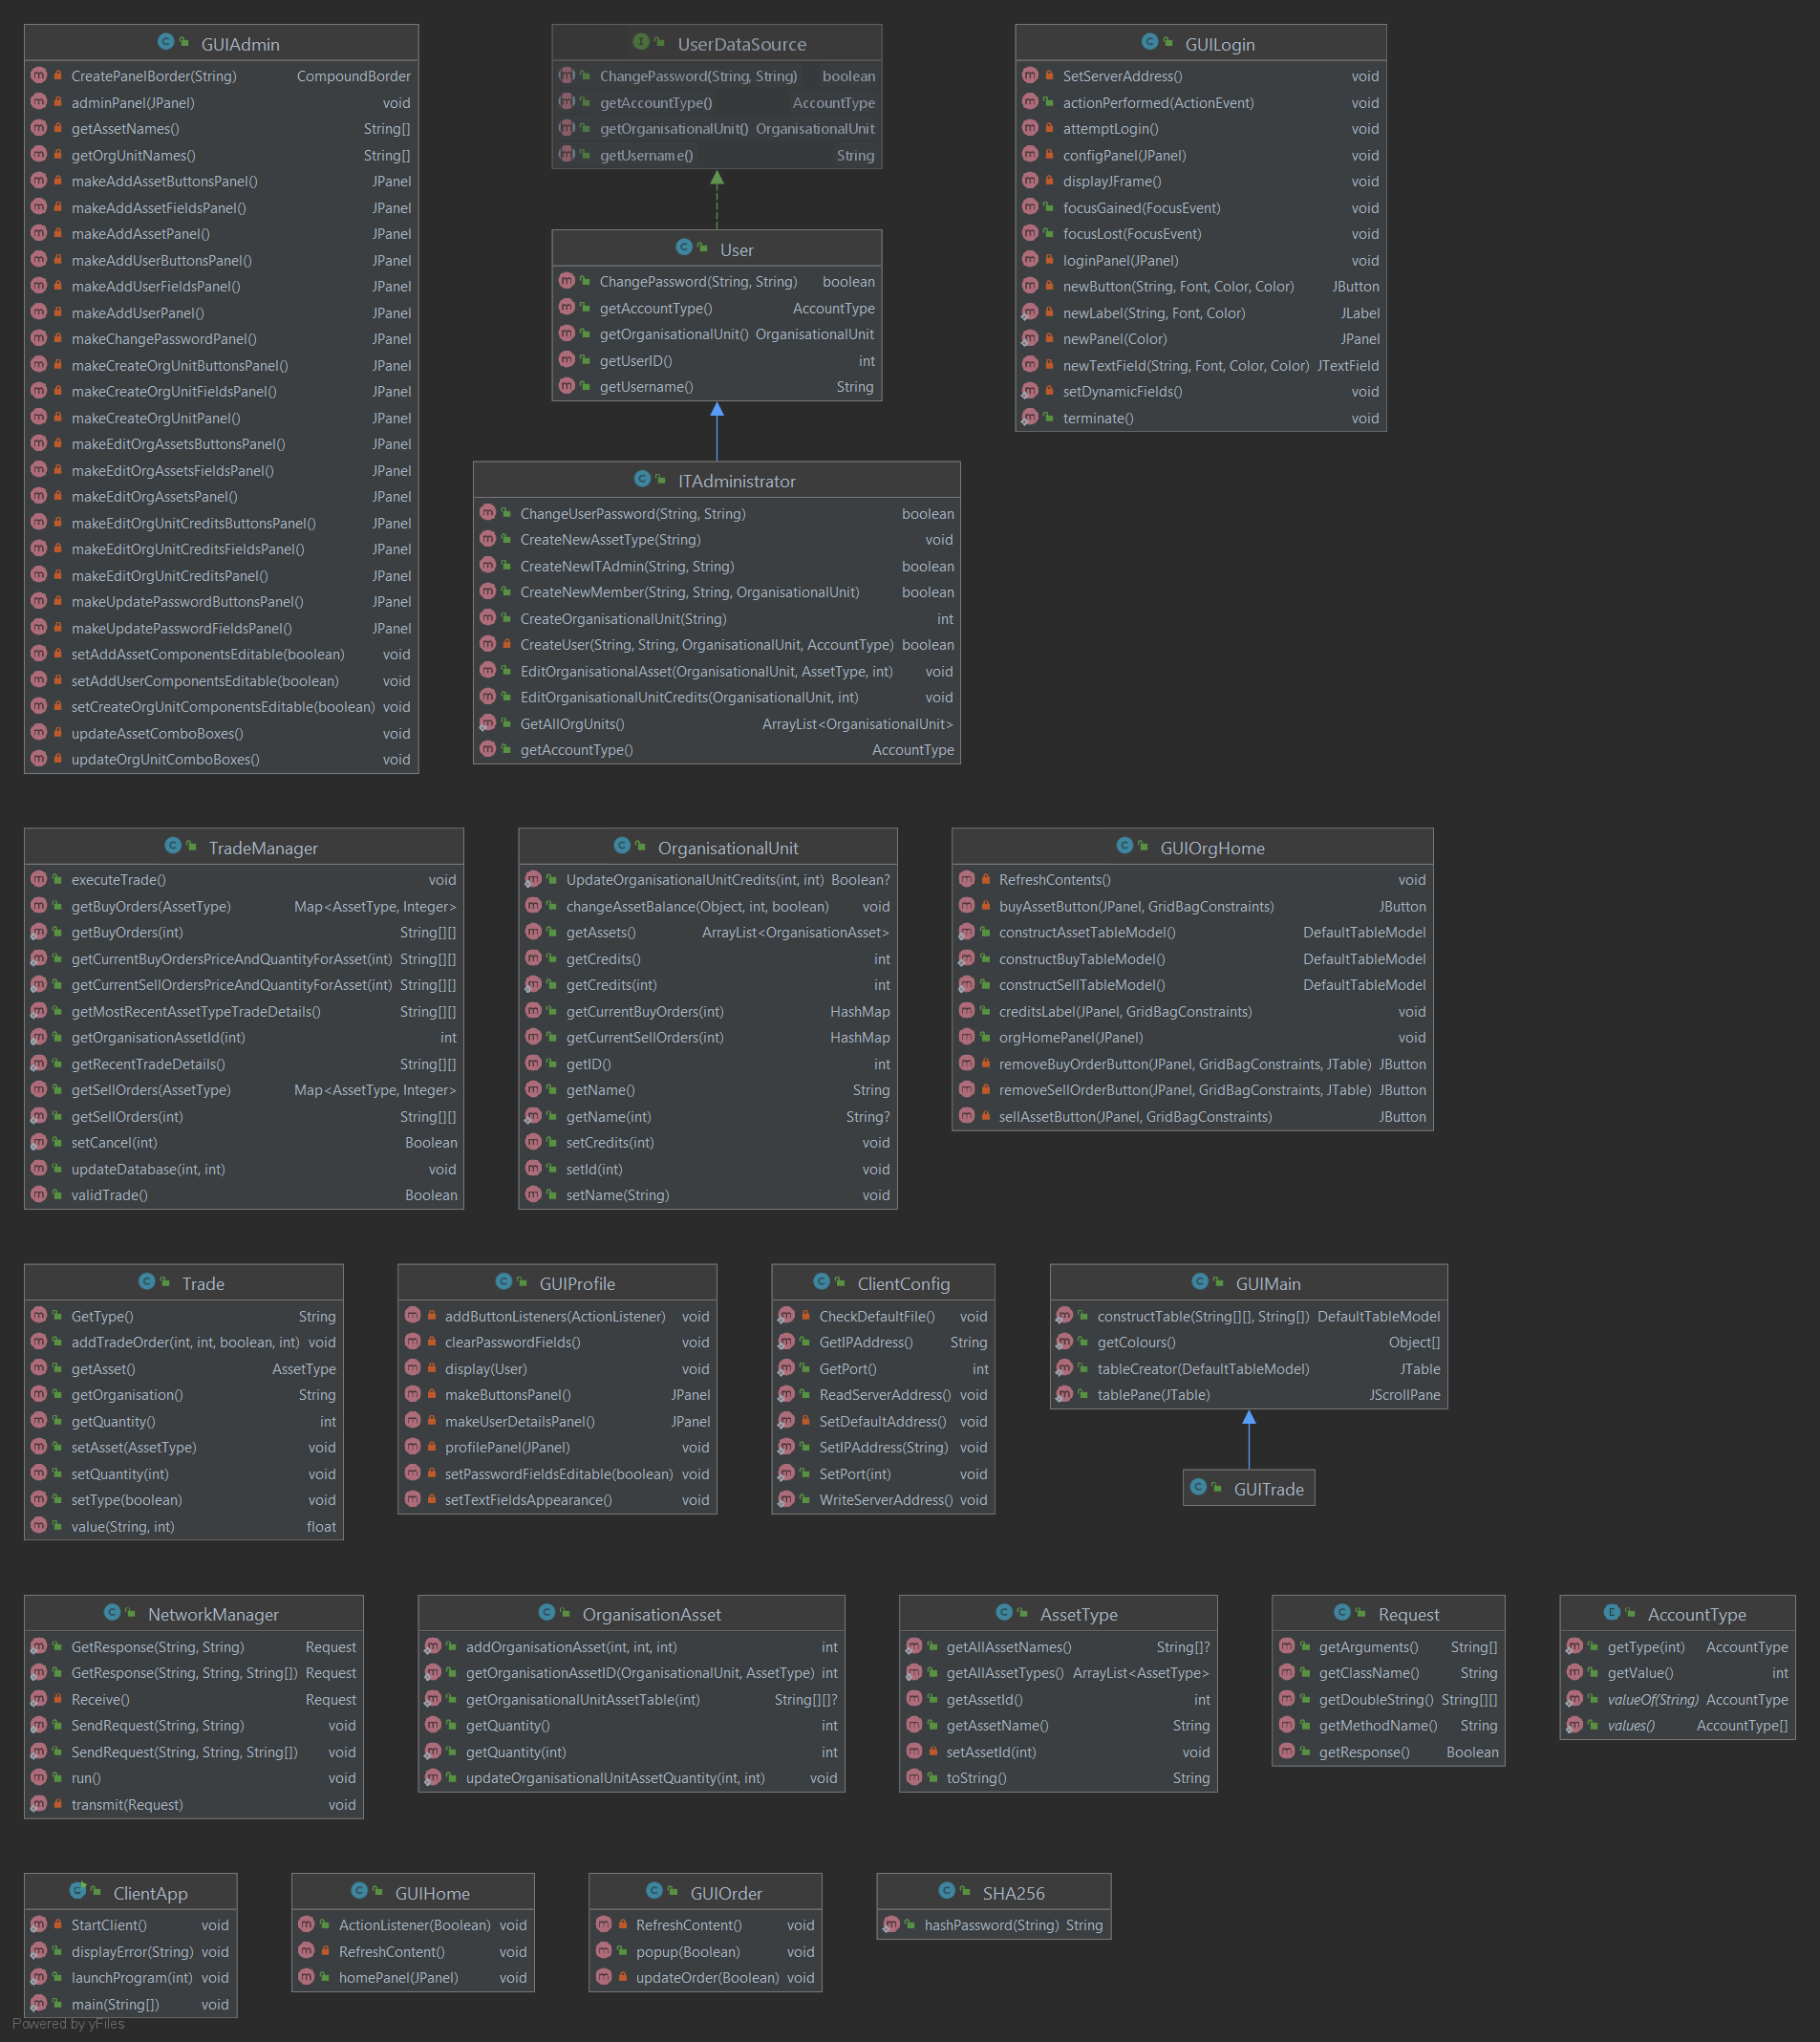 GUIAdmin
CreatePanelBorder(String) CompoundBorder
adminPanel(JPanel) void
getAssetNames() String[]
getOrgUnitNames() String[]
makeAddAssetButtonsPanel() JPanel
makeAddAssetFieldsPanel() JPanel
makeAddAssetPanel() JPanel
makeAddUserButtonsPanel() JPanel
makeAddUserFieldsPanel() JPanel
makeAddUserPanel() JPanel
makeChangePasswordPanel() JPanel
makeCreateOrgUnitButtonsPanel() JPanel
makeCreateOrgUnitFieldsPanel() JPanel
makeCreateOrgUnitPanel() JPanel
makeEditOrgAssetsButtonsPanel() JPanel
makeEditOrgAssetsFieldsPanel() JPanel
makeEditOrgAssetsPanel() JPanel
makeEditOrgUnitCreditsButtonsPanel() JPanel
makeEditOrgUnitCreditsFieldsPanel() JPanel
makeEditOrgUnitCreditsPanel() JPanel
makeUpdatePasswordButtonsPanel() JPanel
makeUpdatePasswordFieldsPanel() JPanel
setAddAssetComponentsEditable(boolean) void
setAddUserComponentsEditable(boolean) void
setCreateOrgUnitComponentsEditable(boolean) void
updateAssetComboBoxes() void
updateOrgUnitComboBoxes() void
UserDataSource
ChangePassword(String, String) boolean
getAccountType() AccountType
getOrganisationalUnit() OrganisationalUnit
getUsername() String
User
ChangePassword(String, String) boolean
getAccountType() AccountType
getOrganisationalUnit() OrganisationalUnit
getUserID() int
getUsername() String
ITAdministrator
ChangeUserPassword(String, String) boolean
CreateNewAssetType(String) void
CreateNewITAdmin(String, String) boolean
CreateNewMember(String, String, OrganisationalUnit) boolean
CreateOrganisationalUnit(String) int
CreateUser(String, String, OrganisationalUnit, AccountType) boolean
EditOrganisationalAsset(OrganisationalUnit, AssetType, int) void
EditOrganisationalUnitCredits(OrganisationalUnit, int) void
GetAllOrgUnits() ArrayList<OrganisationalUnit>
getAccountType() AccountType
GUILogin
SetServerAddress() void
actionPerformed(ActionEvent) void
attemptLogin() void
configPanel(JPanel) void
displayJFrame() void
focusGained(FocusEvent) void
focusLost(FocusEvent) void
loginPanel(JPanel) void
newButton(String, Font, Color, Color) JButton
newLabel(String, Font, Color) JLabel
newPanel(Color) JPanel
newTextField(String, Font, Color, Color) JTextField
setDynamicFields() void
terminate() void
TradeManager
executeTrade() void
getBuyOrders(AssetType) Map<AssetType, Integer>
getBuyOrders(int) String[][]
getCurrentBuyOrdersPriceAndQuantityForAsset(int) String[][]
getCurrentSellOrdersPriceAndQuantityForAsset(int) String[][]
getMostRecentAssetTypeTradeDetails() String[][]
getOrganisationAssetId(int) int
getRecentTradeDetails() String[][]
getSellOrders(AssetType) Map<AssetType, Integer>
getSellOrders(int) String[][]
setCancel(int) Boolean
updateDatabase(int, int) void
validTrade() Boolean
OrganisationalUnit
UpdateOrganisationalUnitCredits(int, int) Boolean?
changeAssetBalance(Object, int, boolean) void
getAssets() ArrayList<OrganisationAsset>
getCredits() int
getCredits(int) int
getCurrentBuyOrders(int) HashMap
getCurrentSellOrders(int) HashMap
getID() int
getName() String
getName(int) String?
setCredits(int) void
setId(int) void
setName(String) void
GUIOrgHome
RefreshContents() void
buyAssetButton(JPanel, GridBagConstraints) JButton
constructAssetTableModel() DefaultTableModel
constructBuyTableModel() DefaultTableModel
constructSellTableModel() DefaultTableModel
creditsLabel(JPanel, GridBagConstraints) void
orgHomePanel(JPanel) void
removeBuyOrderButton(JPanel, GridBagConstraints, JTable) JButton
removeSellOrderButton(JPanel, GridBagConstraints, JTable) JButton
sellAssetButton(JPanel, GridBagConstraints) JButton
Trade
GetType() String
addTradeOrder(int, int, boolean, int) void
getAsset() AssetType
getOrganisation() String
getQuantity() int
setAsset(AssetType) void
setQuantity(int) void
setType(boolean) void
value(String, int) float
GUIProfile
addButtonListeners(ActionListener) void
clearPasswordFields() void
display(User) void
makeButtonsPanel() JPanel
makeUserDetailsPanel() JPanel
profilePanel(JPanel) void
setPasswordFieldsEditable(boolean) void
setTextFieldsAppearance() void
ClientConfig
CheckDefaultFile() void
GetIPAddress() String
GetPort() int
ReadServerAddress() void
SetDefaultAddress() void
SetIPAddress(String) void
SetPort(int) void
WriteServerAddress() void
GUIMain
constructTable(String[][], String[]) DefaultTableModel
getColours() Object[]
tableCreator(DefaultTableModel) JTable
tablePane(JTable) JScrollPane
GUITrade
NetworkManager
GetResponse(String, String) Request
GetResponse(String, String, String[]) Request
Receive() Request
SendRequest(String, String) void
SendRequest(String, String, String[]) void
run() void
transmit(Request) void
OrganisationAsset
addOrganisationAsset(int, int, int) int
getOrganisationAssetID(OrganisationalUnit, AssetType) int
getOrganisationalUnitAssetTable(int) String[][]?
getQuantity() int
getQuantity(int) int
updateOrganisationalUnitAssetQuantity(int, int) void
AssetType
getAllAssetNames() String[]?
getAllAssetTypes() ArrayList<AssetType>
getAssetId() int
getAssetName() String
setAssetId(int) void
toString() String
Request
getArguments() String[]
getClassName() String
getDoubleString() String[][]
getMethodName() String
getResponse() Boolean
AccountType
getType(int) AccountType
getValue() int
valueOf(String) AccountType
values() AccountType[]
ClientApp
StartClient() void
displayError(String) void
launchProgram(int) void
main(String[]) void
GUIHome
ActionListener(Boolean) void
RefreshContent() void
homePanel(JPanel) void
GUIOrder
RefreshContent() void
popup(Boolean) void
updateOrder(Boolean) void
SHA256
hashPassword(String) String
Powered by yFiles